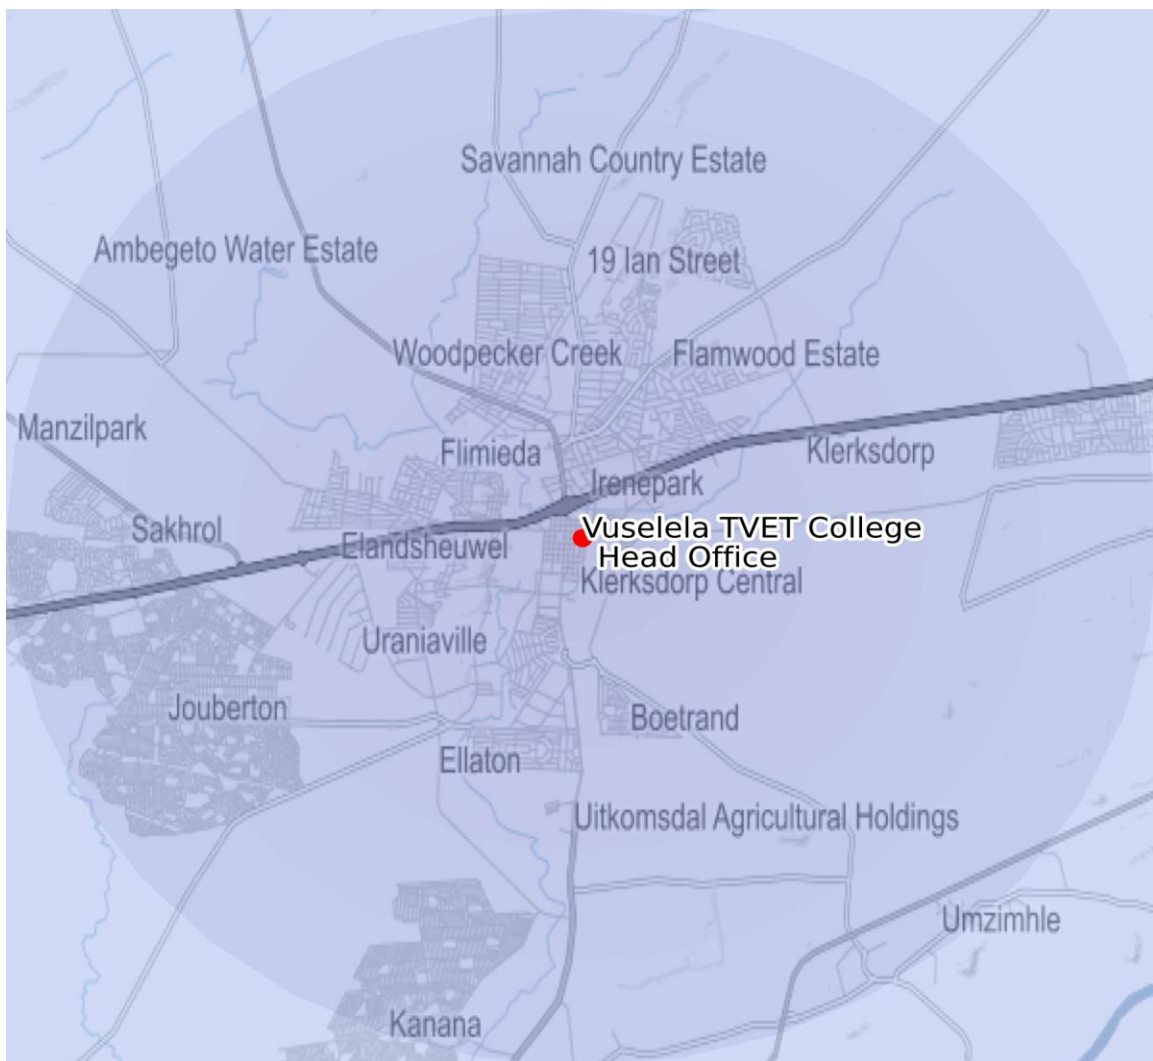 Savannah Country Estate
Ambegeto Water Estate
19 Ian Street
Woodpecker Creek
Flamwood Estate
Manzilpark
Flimieda
Klerksdorp
Irenepark
Sakhrol
Vuselela TVET College
Head Office
Elandsheuwel
Klerksdorp Central
Uraniaville
Jouberton
Boetrand
Ellaton
Uitkomsdal Agricultural Holdings
Umzimhle
Kanana